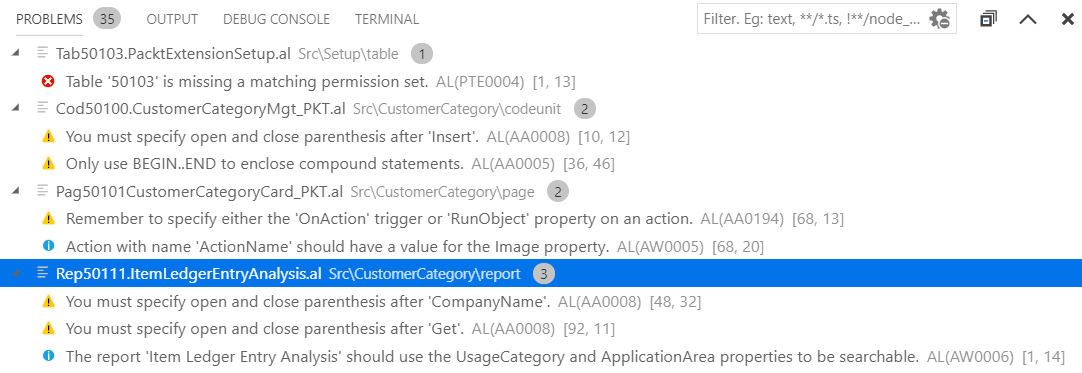 PROBLEMS 35 OUTPUT DEBUG CONSOLE TERMINAL Filter. Eg: text, **/*.ts, !**/node_...
Tab50103.PacktExtensionSetup.al Src\Setup\table 1
Table '50103' is missing a matching permission set. AL(PTE0004) [1, 13]
Cod50100.CustomerCategoryMgt_PKT.al Src\CustomerCategory\codeunit 2
You must specify open and close parenthesis after 'Insert'. AL(AA0008) [10, 12]
Only use BEGIN..END to enclose compound statements. AL(AA0005) [36, 46]
Pag50101CustomerCategoryCard_PKT.al Src\CustomerCategory\page 2
Remember to specify either the 'OnAction' trigger or 'RunObject' property on an action. AL(AA0194) [68, 13]
Action with name 'ActionName' should have a value for the Image property. AL(AW0005) [68, 20]
Rep50111.ItemLedgerEntryAnalysis.al Src\CustomerCategory\report 3
You must specify open and close parenthesis after 'CompanyName'. AL(AA0008) [48, 32]
You must specify open and close parenthesis after 'Get'. AL(AA0008) [92, 11]
The report 'Item Ledger Entry Analysis' should use the UsageCategory and ApplicationArea properties to be searchable. AL(AW0006) [1, 14]